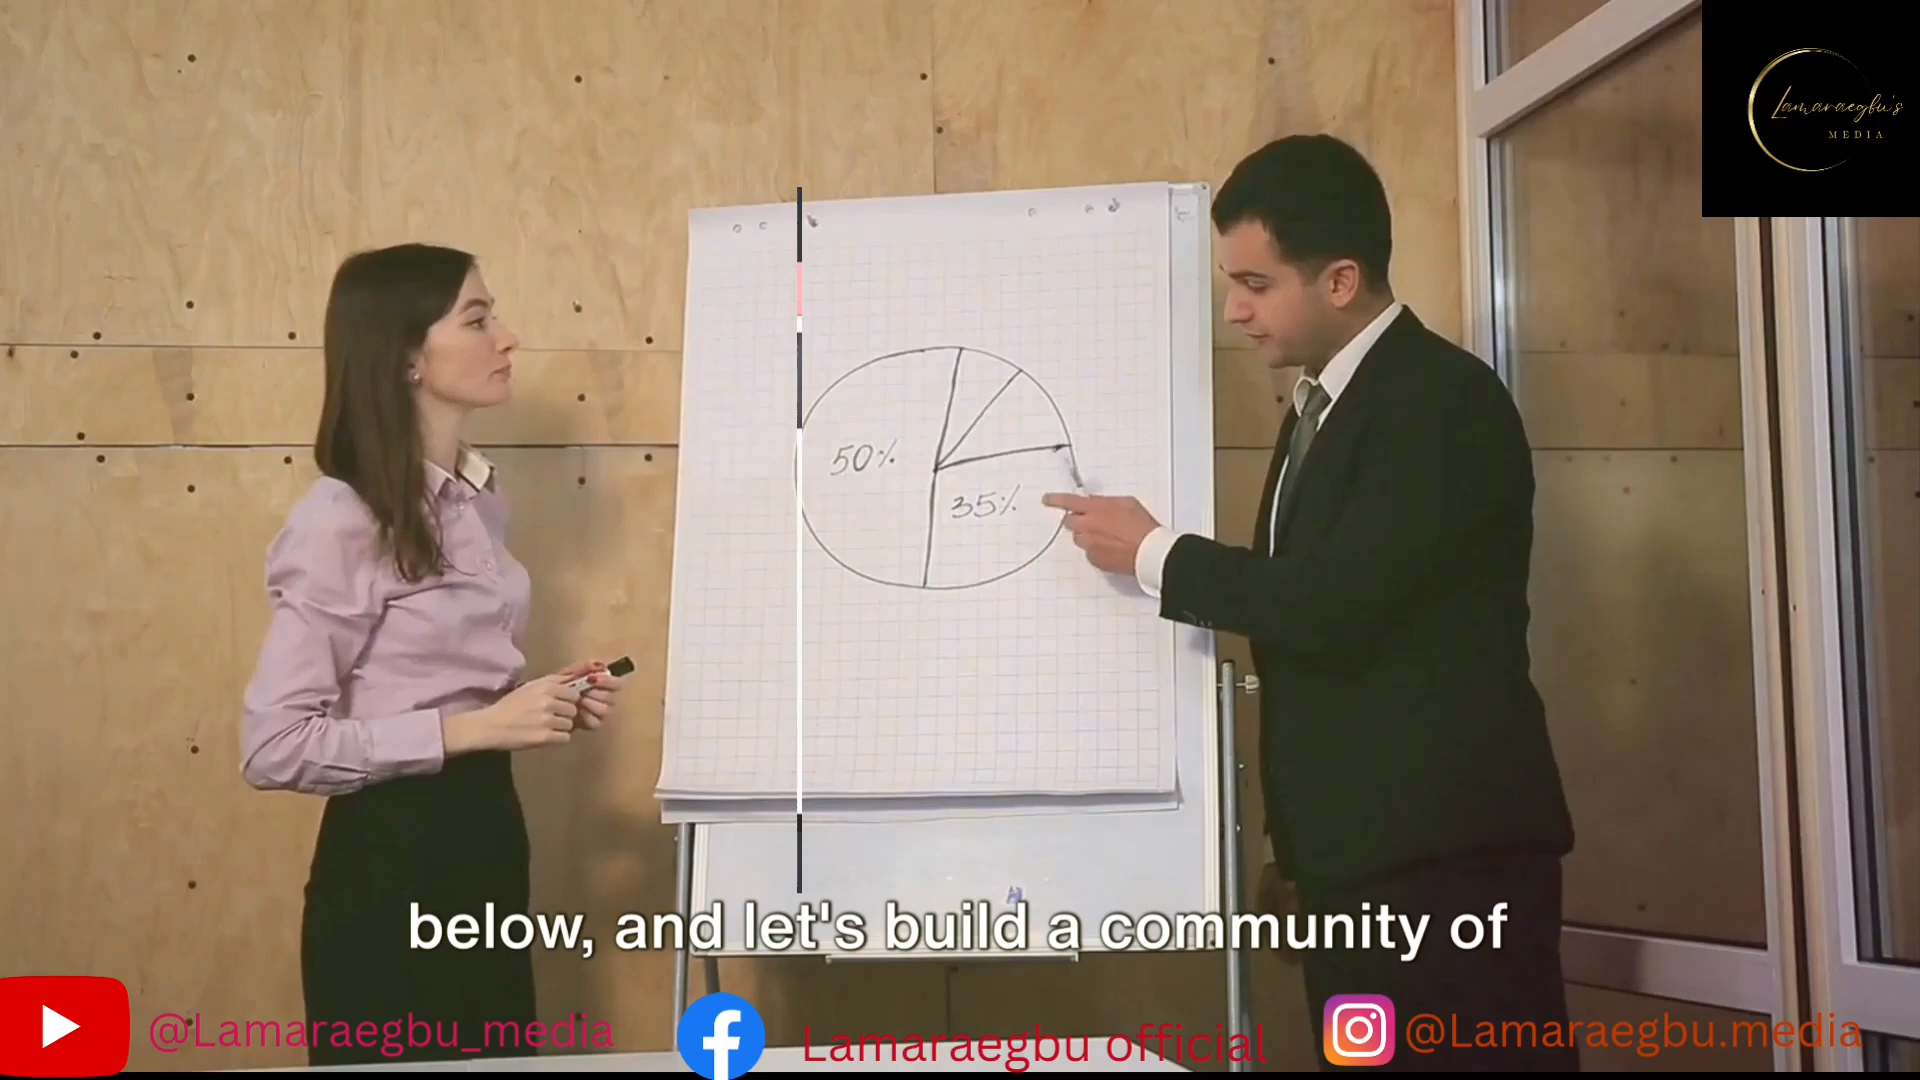 Lamaraegbu's
MEDIA
50%
35%
below, and let's build a community of
@Lamaraegbu_media
Lamaraegbu official
@Lamaraegbu.media